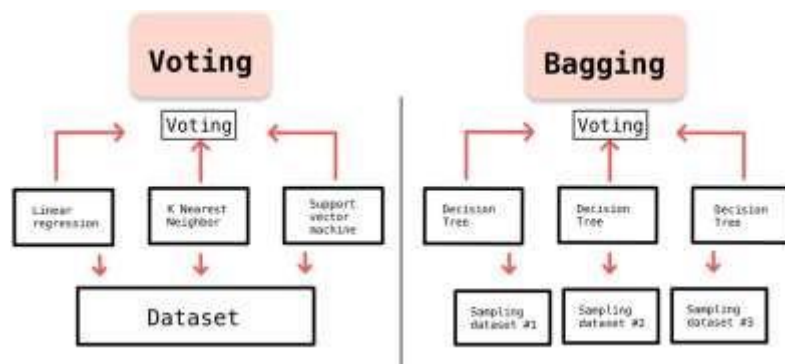 Voting
Voting
Linear
regression
K Nearest
Neighbor
Support
vector
machine
Dataset
Bagging
Voting
Decision
Tree
Decision
Tree
Decision
Tree
Sampling
dataset #1
Sampling
dataset #2
Sampling
dataset #3